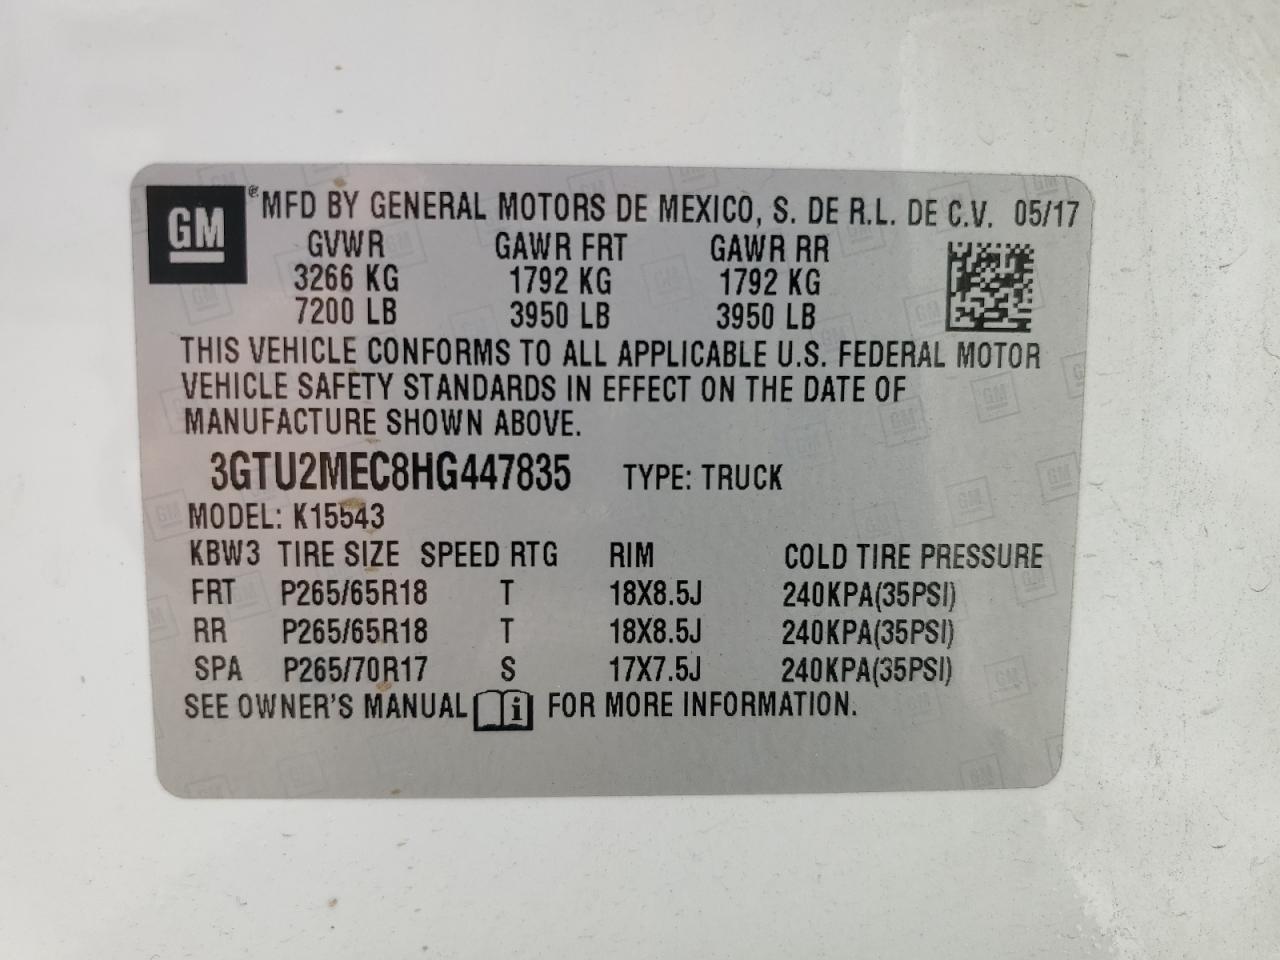 GM ® MFD BY GENERAL MOTORS DE MEXICO, S. DE R.L. DE C.V. 05/17
GVWR GAWR FRT GAWR RR
3266 KG 1792 KG 1792 KG
7200 LB 3950 LB 3950 LB
THIS VEHICLE CONFORMS TO ALL APPLICABLE U.S. FEDERAL MOTOR
VEHICLE SAFETY STANDARDS IN EFFECT ON THE DATE OF
MANUFACTURE SHOWN ABOVE.
3GTU2MEC8HG447835 TYPE: TRUCK
MODEL: K15543
KBW3 TIRE SIZE SPEED RTG RIM COLD TIRE PRESSURE
FRT P265/65R18 T 18X8.5J 240KPA(35PSI)
RR P265/65R18 T 18X8.5J 240KPA(35PSI)
SPA P265/70R17 S 17X7.5J 240KPA(35PSI)
SEE OWNER'S MANUAL i FOR MORE INFORMATION.